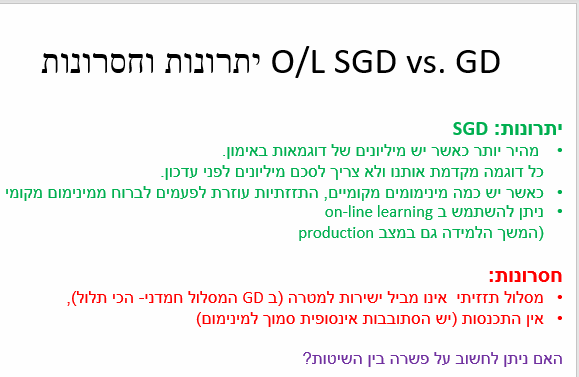 O/L SGD vs. GD יתרונות וחסרונות
יתרונות: SGD
• מהיר יותר כאשר יש מיליונים של דוגמאות באימון.
כל דוגמה מקדמת אותנו ולא צריך לסכם מיליונים לפני עדכון.
• כאשר יש כמה מינימומים מקומיים, התזזתיות עוזרת לפעמים לברוח ממינימום מקומי
• ניתן להשתמש ב on-line learning
(המשך הלמידה גם במצב production
חסרונות:
• מסלול תזזיתי אינו מביל ישירות למטרה (ב GD המסלול חמדני- הכי תלול),
• אין התכנסות (יש הסתובבות אינסופית סמוך למינימום)
האם ניתן לחשוב על פשרה בין השיטות?